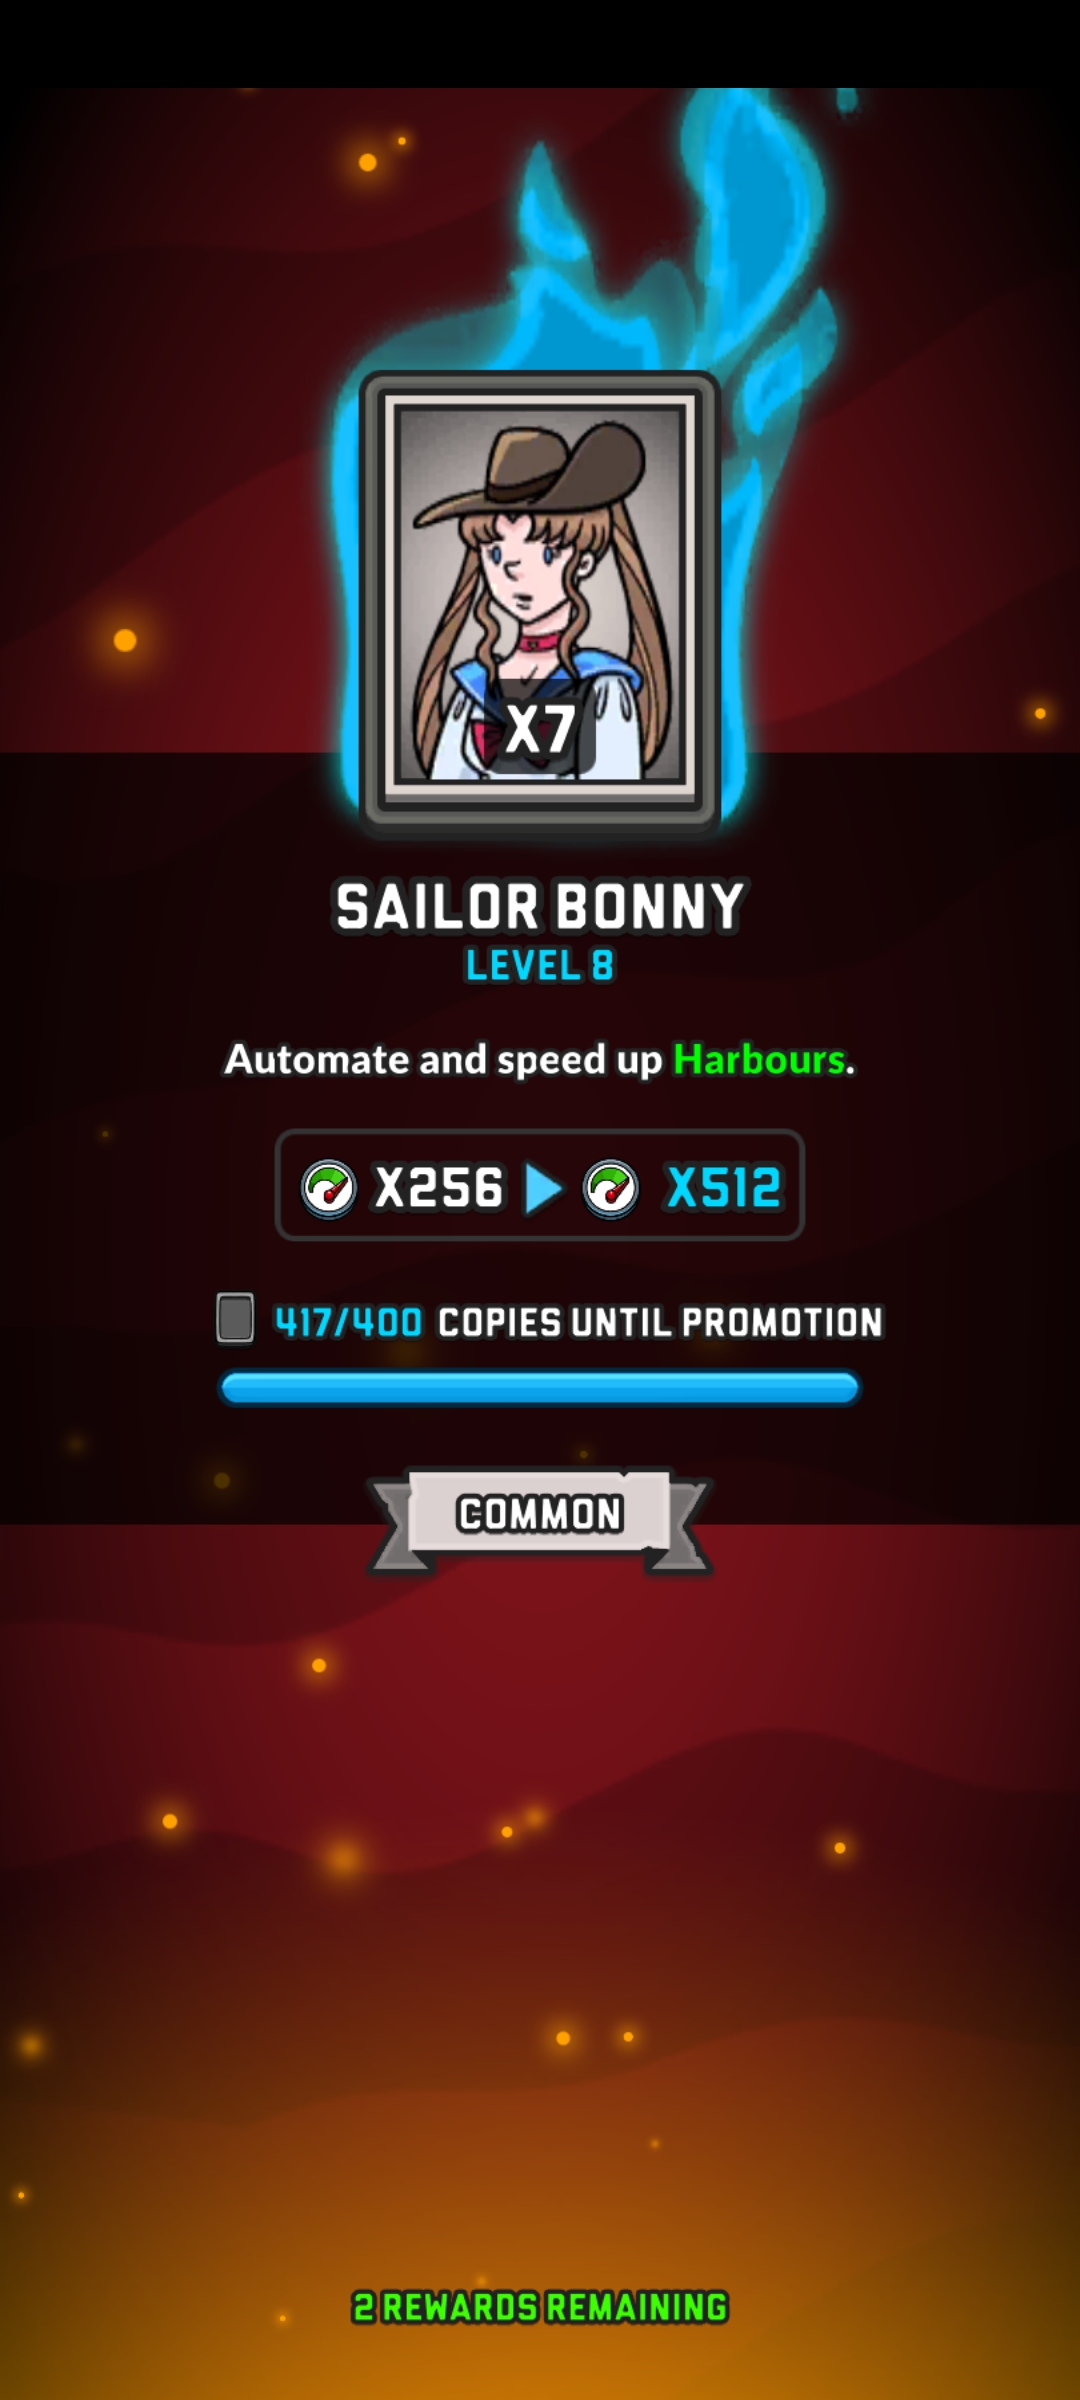 X7
SAILOR BONNY
LEVEL 8
Automate and speed up Harbours.
X256 X512
417/400 COPIES UNTIL PROMOTION
COMMON
2 REWARDS REMAINING